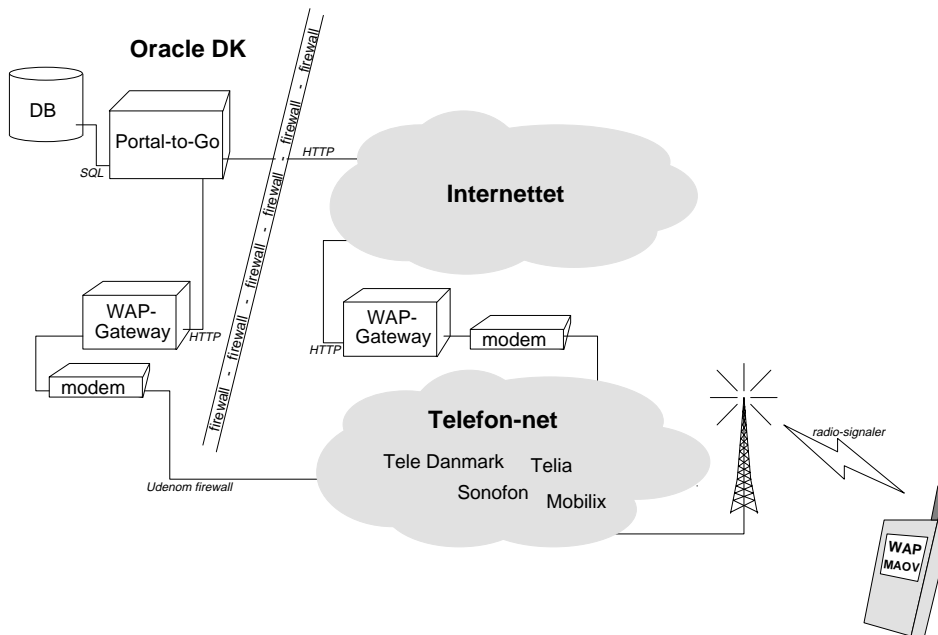 Oracle DK
firewall - firewall - firewall - firewall - firewall - firewall
DB
Portal-to-Go
SQL
HTTP
Internettet
WAP-
Gateway
HTTP
modem
WAP-
Gateway
HTTP
modem
Telefon-net
Tele Danmark
Telia
Sonofon
Mobilix
Udenom firewall
radio-signaler
WAP
MAOV